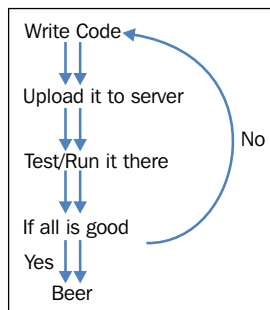 Write Code
Upload it to server
No
Test/Run it there
If all is good
Yes
Beer